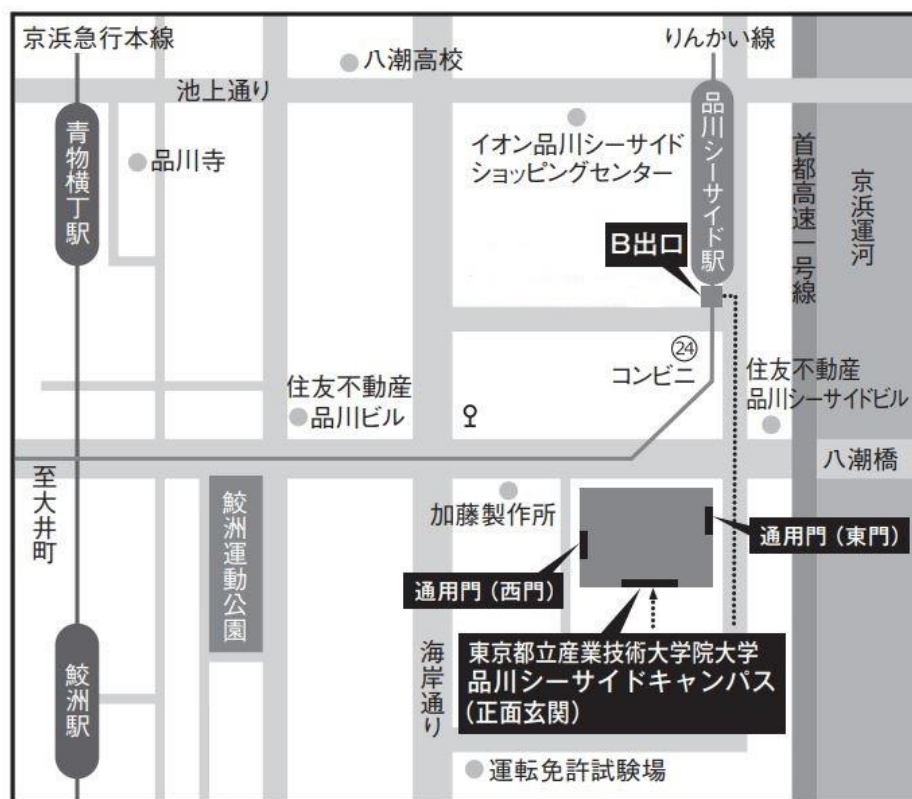 京浜急行本線
りんかい線
八潮高校
池上通り
青物横丁駅
品川寺
イオン品川シーサイド
ショッピングセンター
品川シーサイド駅
首都高速一号線
京浜運河
B出口
24
コンビニ
住友不動産
品川ビル
住友不動産
品川シーサイドビル
八潮橋
至大井町
鮫洲運動公園
加藤製作所
通用門(東門)
通用門(西門)
東京都立産業技術大学院大学
品川シーサイドキャンパス
(正面玄関)
海岸通り
鮫洲駅
運転免許試験場